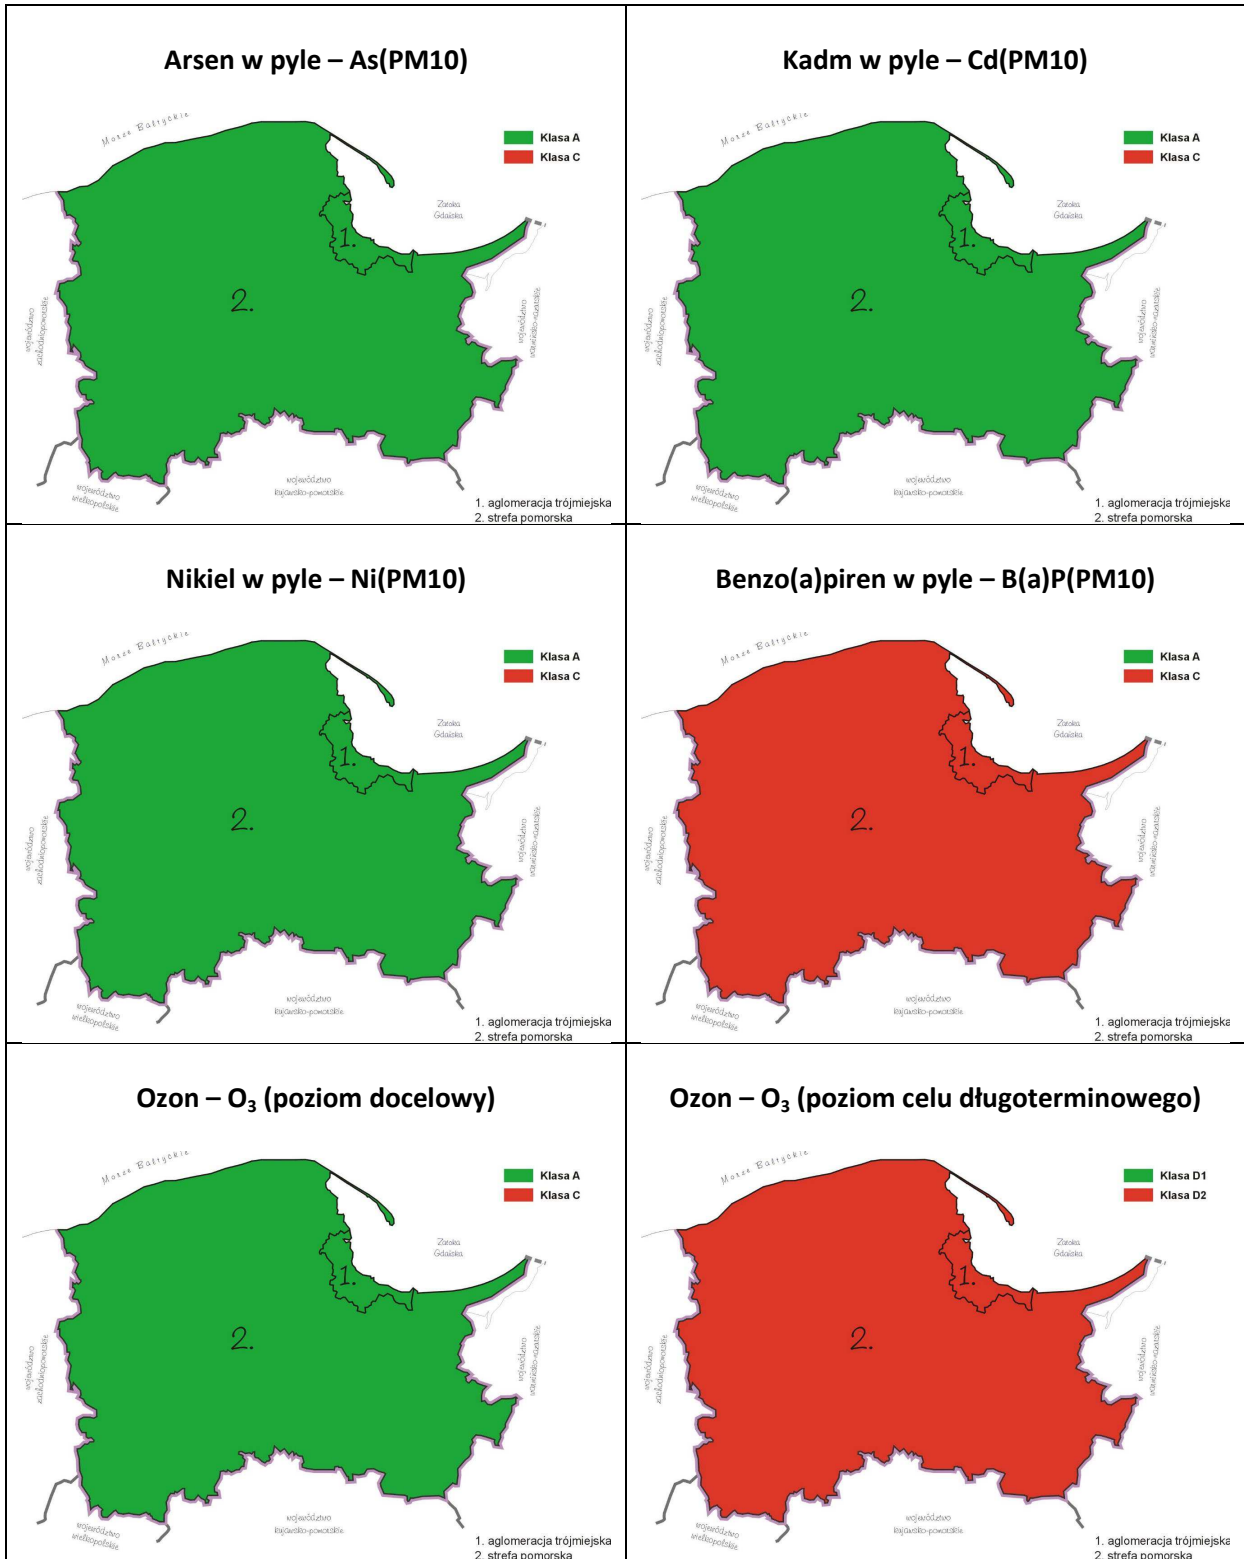 Arsen w pyle – As(PM10)
Morze Bałtyckie
Klasa A
Klasa C
Zatoka
Gdańska
1.
2.
województwo
zachodniopomorskie
województwo
warmińsko-mazurskie
województwo
wielkopolskie
województwo
kujawsko-pomorskie
1. aglomeracja trójmiejska
2. strefa pomorska
Kadm w pyle – Cd(PM10)
Morze Bałtyckie
Klasa A
Klasa C
Zatoka
Gdańska
1.
2.
województwo
zachodniopomorskie
województwo
warmińsko-mazurskie
województwo
wielkopolskie
województwo
kujawsko-pomorskie
1. aglomeracja trójmiejska
2. strefa pomorska
Nikiel w pyle – Ni(PM10)
Morze Bałtyckie
Klasa A
Klasa C
Zatoka
Gdańska
1.
2.
województwo
zachodniopomorskie
województwo
warmińsko-mazurskie
województwo
wielkopolskie
województwo
kujawsko-pomorskie
1. aglomeracja trójmiejska
2. strefa pomorska
Benzo(a)piren w pyle – B(a)P(PM10)
Morze Bałtyckie
Klasa A
Klasa C
Zatoka
Gdańska
1.
2.
województwo
zachodniopomorskie
województwo
warmińsko-mazurskie
województwo
wielkopolskie
województwo
kujawsko-pomorskie
1. aglomeracja trójmiejska
2. strefa pomorska
Ozon – O₃ (poziom docelowy)
Morze Bałtyckie
Klasa A
Klasa C
Zatoka
Gdańska
1.
2.
województwo
zachodniopomorskie
województwo
warmińsko-mazurskie
województwo
wielkopolskie
województwo
kujawsko-pomorskie
1. aglomeracja trójmiejska
2. strefa pomorska
Ozon – O₃ (poziom celu długoterminowego)
Morze Bałtyckie
Klasa D1
Klasa D2
Zatoka
Gdańska
1.
2.
województwo
zachodniopomorskie
województwo
warmińsko-mazurskie
województwo
wielkopolskie
województwo
kujawsko-pomorskie
1. aglomeracja trójmiejska
2. strefa pomorska